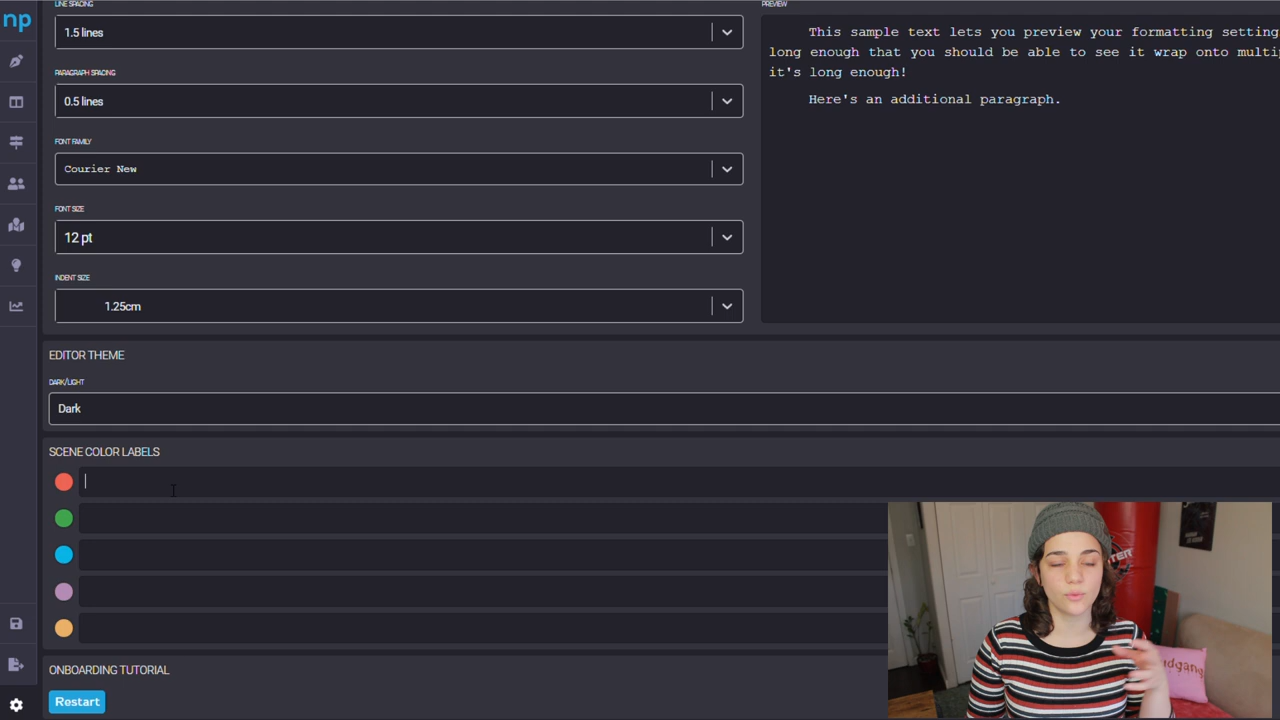 np
LINE SPACING
1.5 lines
PARAGRAPH SPACING
0.5 lines
FONT FAMILY
Courier New
FONT SIZE
12 pt
INDENT SIZE
1.25cm
PREVIEW
This sample text lets you preview your formatting setting
long enough that you should be able to see it wrap onto multip
it's long enough!
Here's an additional paragraph.
EDITOR THEME
DARK/LIGHT
Dark
SCENE COLOR LABELS
ONBOARDING TUTORIAL
Restart